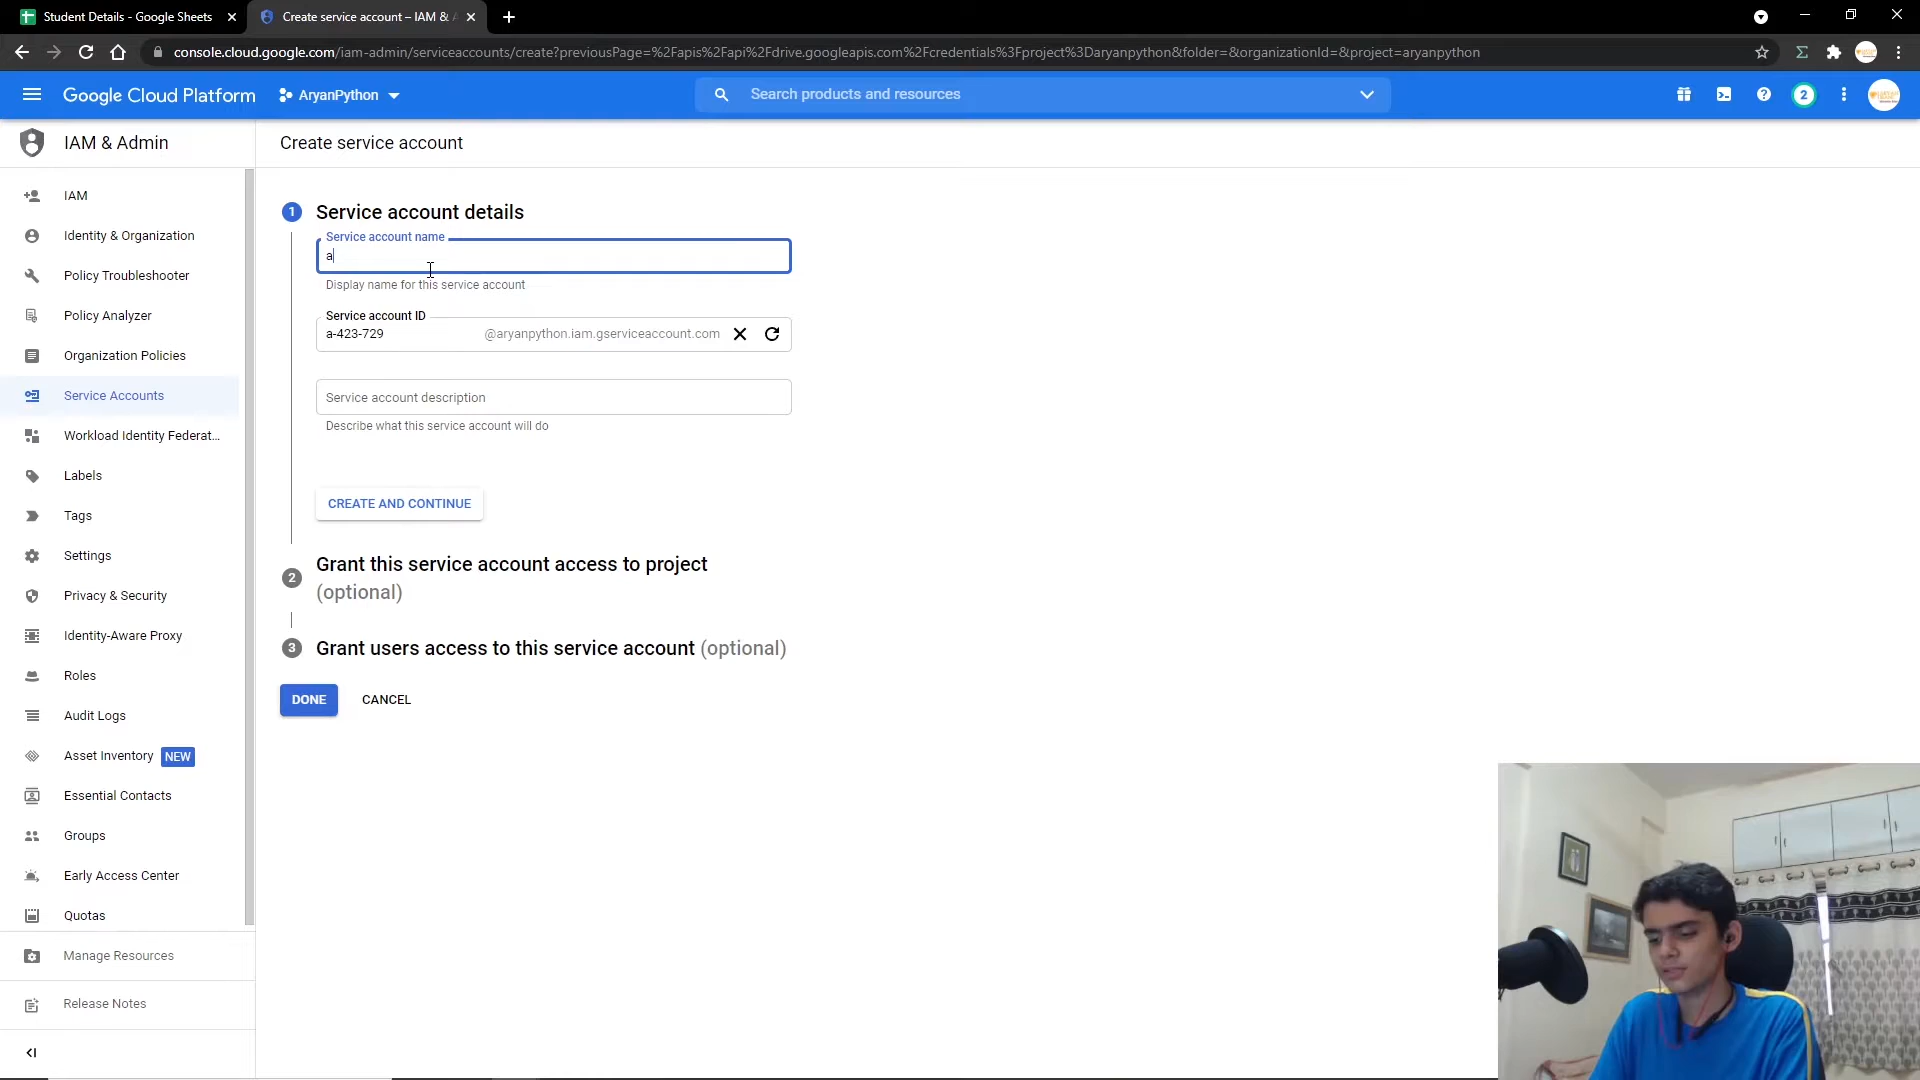 Student Details - Google Sheets
Create service account – IAM & A
console.cloud.google.com/iam-admin/serviceaccounts/create?previousPage=%2Fapis%2Fapi%2Fdrive.googleapis.com%2Fcredentials%3Fproject%3Daryanpython&folder=&organizationId=&project=aryanpython
Google Cloud Platform
AryanPython
Search products and resources
2
IAM & Admin
Create service account
IAM
Identity & Organization
Policy Troubleshooter
Policy Analyzer
Organization Policies
Service Accounts
Workload Identity Federat...
Labels
Tags
Settings
Privacy & Security
Identity-Aware Proxy
Roles
Audit Logs
Asset Inventory NEW
Essential Contacts
Groups
Early Access Center
Quotas
Manage Resources
Release Notes
1 Service account details
Service account name
a
Display name for this service account
Service account ID
a-423-729 @aryanpython.iam.gserviceaccount.com
Service account description
Describe what this service account will do
CREATE AND CONTINUE
2 Grant this service account access to project
(optional)
3 Grant users access to this service account (optional)
DONE CANCEL